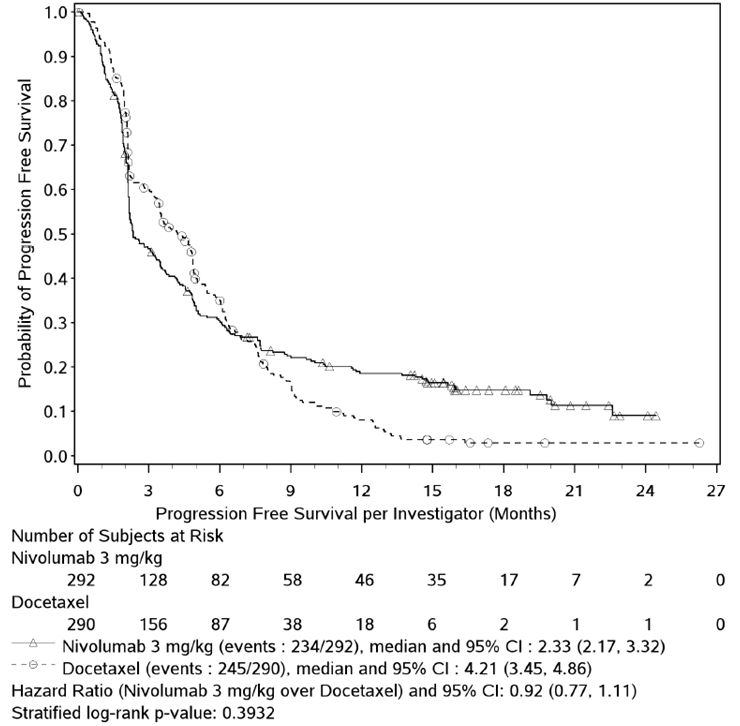 Probability of Progression Free Survival
1.0
0.9
0.8
0.7
0.6
0.5
0.4
0.3
0.2
0.1
0.0
0 3 6 9 12 15 18 21 24 27
Progression Free Survival per Investigator (Months)
Number of Subjects at Risk
Nivolumab 3 mg/kg
292 128 82 58 46 35 17 7 2 0
Docetaxel
290 156 87 38 18 6 2 1 1 0
Nivolumab 3 mg/kg (events : 234/292), median and 95% CI : 2.33 (2.17, 3.32)
Docetaxel (events : 245/290), median and 95% CI : 4.21 (3.45, 4.86)
Hazard Ratio (Nivolumab 3 mg/kg over Docetaxel) and 95% CI: 0.92 (0.77, 1.11)
Stratified log-rank p-value: 0.3932